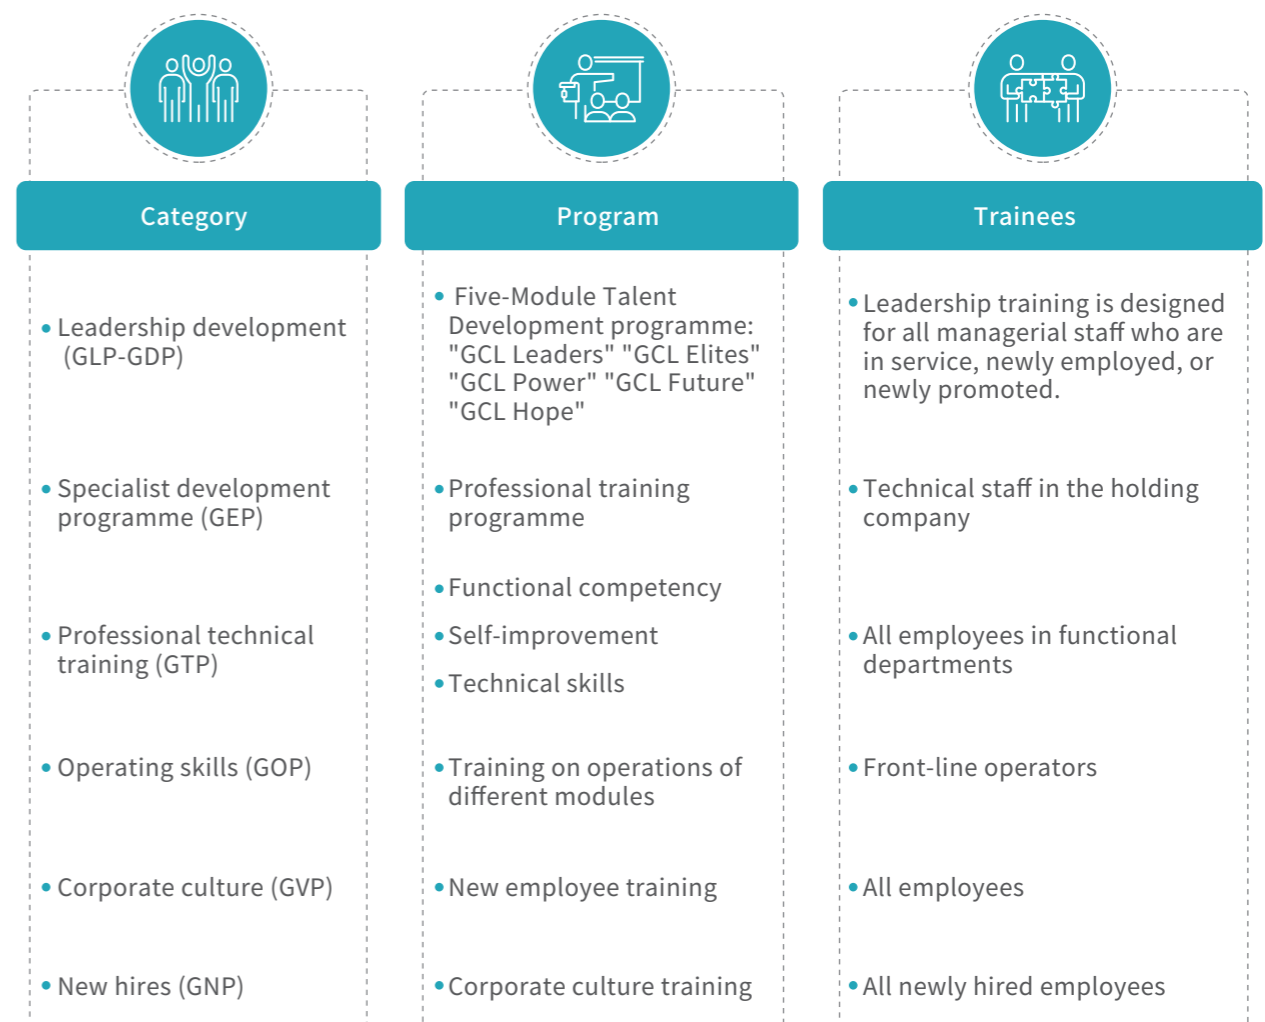 Category
Program
Trainees
• Leadership development
(GLP-GDP)
• Five-Module Talent
Development programme:
"GCL Leaders" "GCL Elites"
"GCL Power" "GCL Future"
"GCL Hope"
• Leadership training is designed
for all managerial staff who are
in service, newly employed, or
newly promoted.
• Specialist development
programme (GEP)
• Professional training
programme
• Technical staff in the holding
company
• Professional technical
training (GTP)
• Functional competency
• Self-improvement
• Technical skills
• All employees in functional
departments
• Operating skills (GOP)
• Training on operations of
different modules
• Front-line operators
• Corporate culture (GVP)
• New employee training
• All employees
• New hires (GNP)
• Corporate culture training
• All newly hired employees